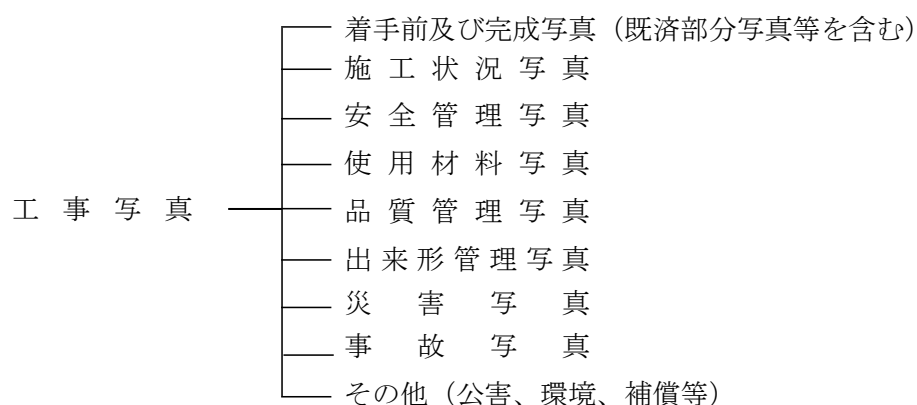 着手前及び完成写真（既済部分写真等を含む）
施工状況写真
安全管理写真
使用材料写真
工事写真
品質管理写真
出来形管理写真
災害写真
事故写真
その他（公害、環境、補償等）